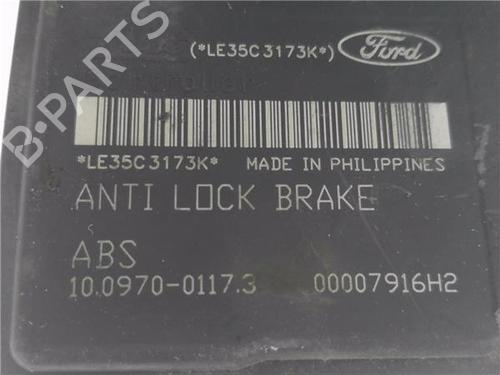 (*LE35C3173K*) Ford
*LE35C3173K* MADE IN PHILIPPINES
ANTI LOCK BRAKE
ABS
10.0970-0117.3 00007916H2
B-PARTS